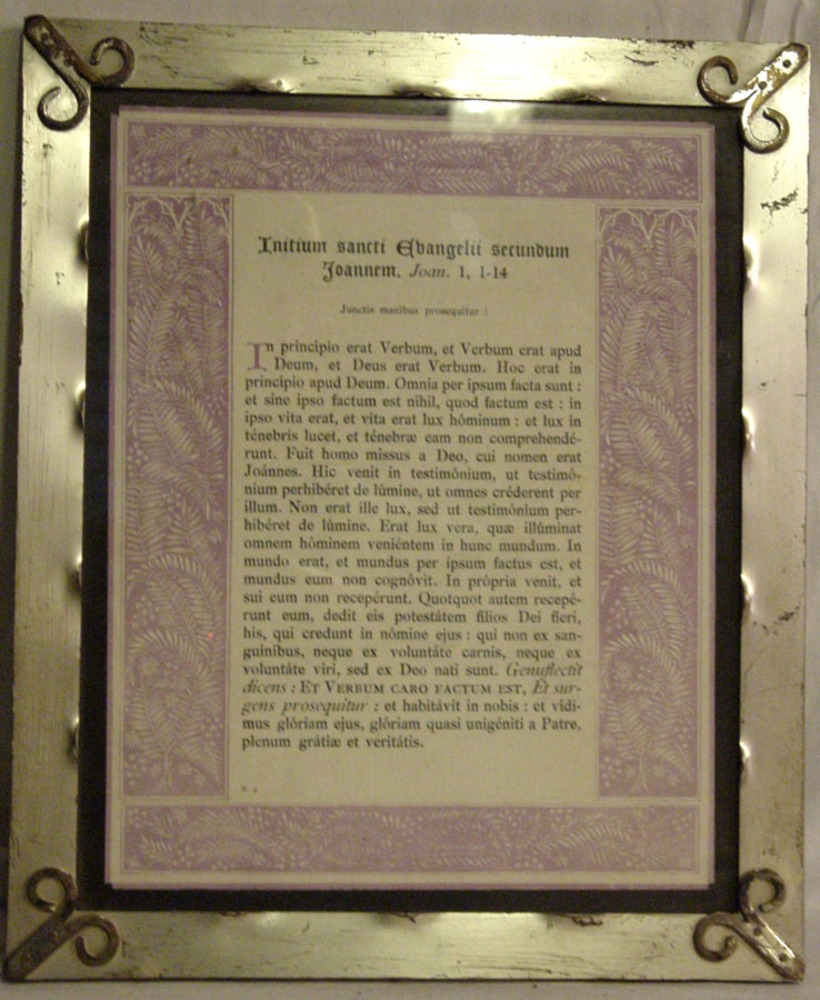 Initium sancti Evangelii secundum
Joannem. Joan. 1, 1-14
Junctis manibus prosequitur :
In principio erat Verbum, et Verbum erat apud
Deum, et Deus erat Verbum. Hoc erat in
princípio apud Deum. Omnia per ipsum facta sunt :
et sine ipso factum est nihil, quod factum est : in
ipso vita erat, et vita erat lux hóminum : et lux in
ténebris lucet, et ténebræ eam non comprehendé-
runt. Fuit homo missus a Deo, cui nomen erat
Joánnes. Hic venit in testimónium, ut testimó-
nium perhibéret de lúmine, ut omnes créderent per
illum. Non erat ille lux, sed ut testimónium per-
hibéret de lúmine. Erat lux vera, quæ illúminat
omnem hóminem veniéntem in hunc mundum. In
mundo erat, et mundus per ipsum factus est, et
mundus eum non cognóvit. In própria venit, et
sui eum non recepérunt. Quotquot autem recepé-
runt eum, dedit eis potestátem fílios Dei fíeri,
his, qui credunt in nómine ejus : qui non ex san-
guínibus, neque ex voluntáte carnis, neque ex
voluntáte viri, sed ex Deo nati sunt. Genuflectit
dicens : ET VERBUM CARO FACTUM EST, Et sur-
gens prosequitur : et habitávit in nobis : et vídi-
mus glóriam ejus, glóriam quasi unigéniti a Patre,
plenum grátiæ et veritátis.